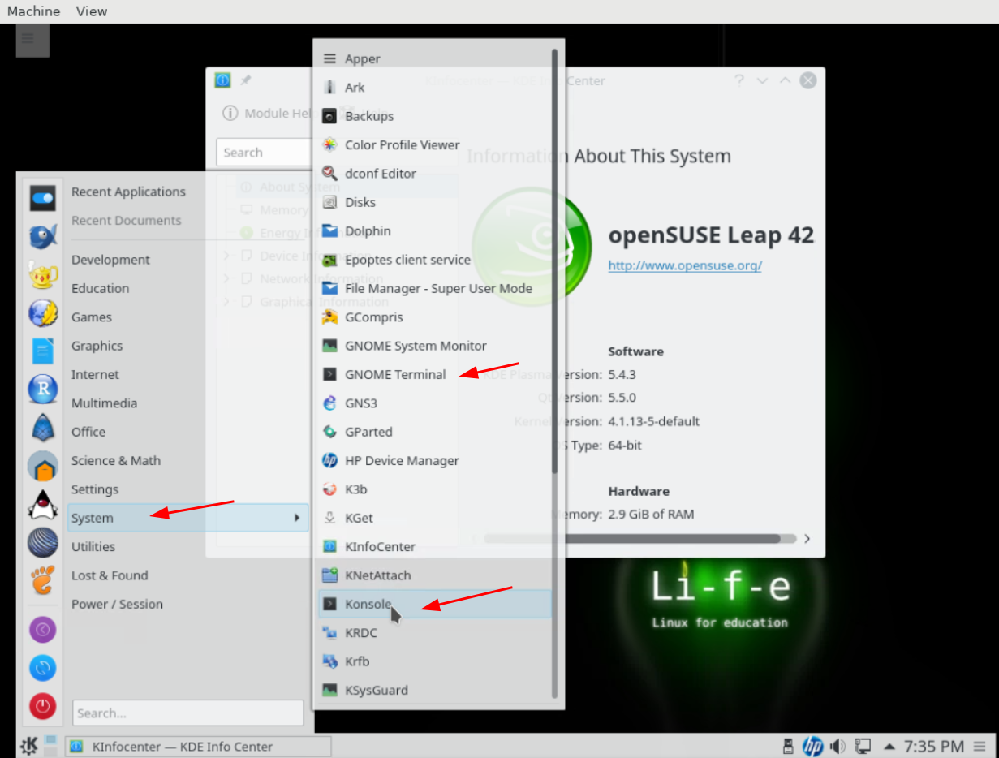 Machine View
KInfocenter — KDE Info Center
Module Help
Search
Information About This System
About System
Memory
Energy Information
Device Information
Network Information
Graphical Information
openSUSE Leap 42
http://www.opensuse.org/
Software
KDE Plasma Version: 5.4.3
Qt Version: 5.5.0
Kernel Version: 4.1.13-5-default
OS Type: 64-bit
Hardware
Memory: 2.9 GiB of RAM
Recent Applications
Recent Documents
Development
Education
Games
Graphics
Internet
Multimedia
Office
Science & Math
Settings
System
Utilities
Lost & Found
Power / Session
Search...
Apper
Ark
Backups
Color Profile Viewer
dconf Editor
Disks
Dolphin
Epoptes client service
File Manager - Super User Mode
GCompris
GNOME System Monitor
GNOME Terminal
GNS3
GParted
HP Device Manager
K3b
KGet
KInfoCenter
KNetAttach
Konsole
KRDC
Krfb
KSysGuard
Li-f-e
Linux for education
KInfocenter — KDE Info Center
hp
7:35 PM